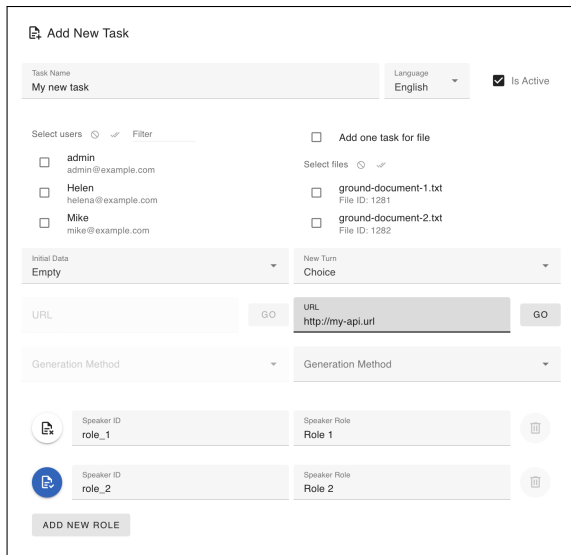 Add New Task
Task Name
My new task
Language
English
Is Active
Select users
Filter
admin
admin@example.com
Helen
helena@example.com
Mike
mike@example.com
Add one task for file
Select files
ground-document-1.txt
File ID: 1281
ground-document-2.txt
File ID: 1282
Initial Data
Empty
New Turn
Choice
URL
GO
URL
http://my-api.url
GO
Generation Method
Generation Method
Speaker ID
role_1
Speaker Role
Role 1
Speaker ID
role_2
Speaker Role
Role 2
ADD NEW ROLE